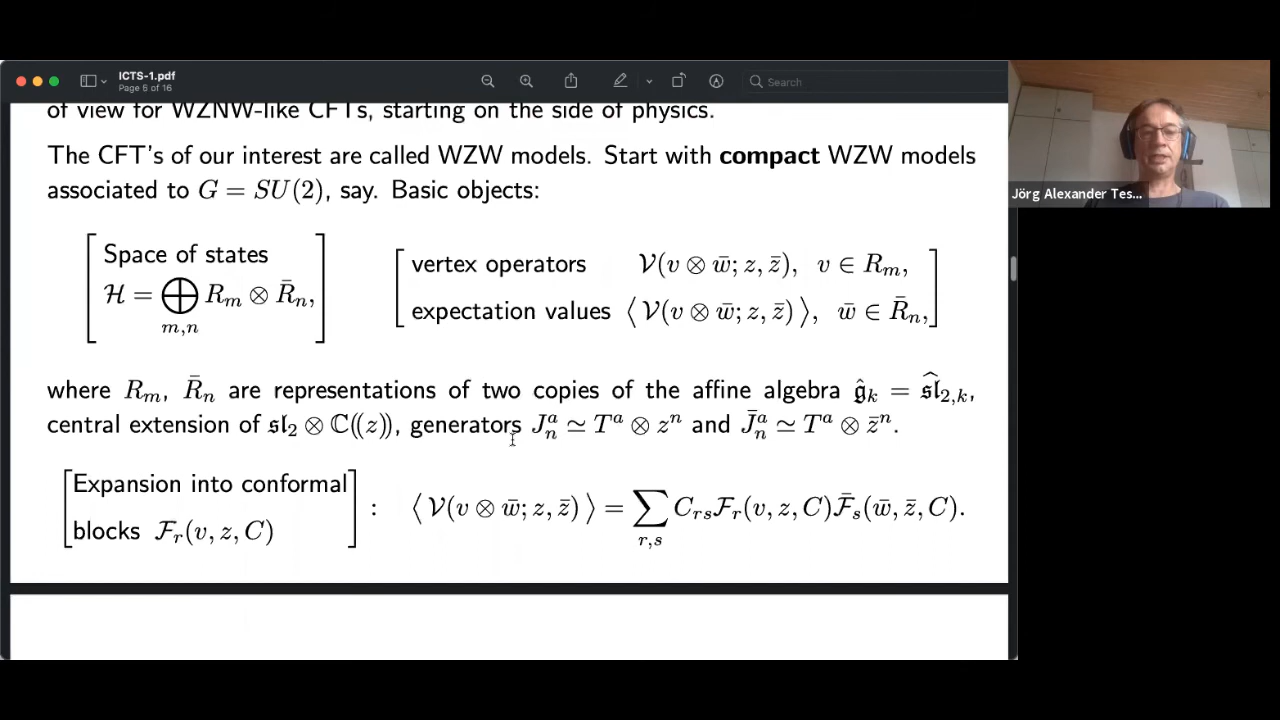 ICTS-1.pdf
Page 6 of 16
Search
of view for WZNW-like CFTs, starting on the side of physics.
The CFT's of our interest are called WZW models. Start with compact WZW models
associated to G = SU(2), say. Basic objects:
Space of states
ℋ = ⨁_{m,n} R_m ⊗ R̄_n,
vertex operators 𝒱(v ⊗ w̄; z, z̄), v ∈ R_m,
expectation values ⟨ 𝒱(v ⊗ w̄; z, z̄) ⟩, w̄ ∈ R̄_n,
where R_m, R̄_n are representations of two copies of the affine algebra 𝔤̂_k = 𝔰𝔩̂_{2,k},
central extension of 𝔰𝔩_2 ⊗ ℂ((z)), generators J^a_n ≃ T^a ⊗ z^n and J̄^a_n ≃ T^a ⊗ z̄^n.
Expansion into conformal
blocks ℱ_r(v, z, C)
: ⟨ 𝒱(v ⊗ w̄; z, z̄) ⟩ = ∑_{r,s} C_{rs} ℱ_r(v, z, C) ℱ̄_s(w̄, z̄, C).
Jörg Alexander Tes...